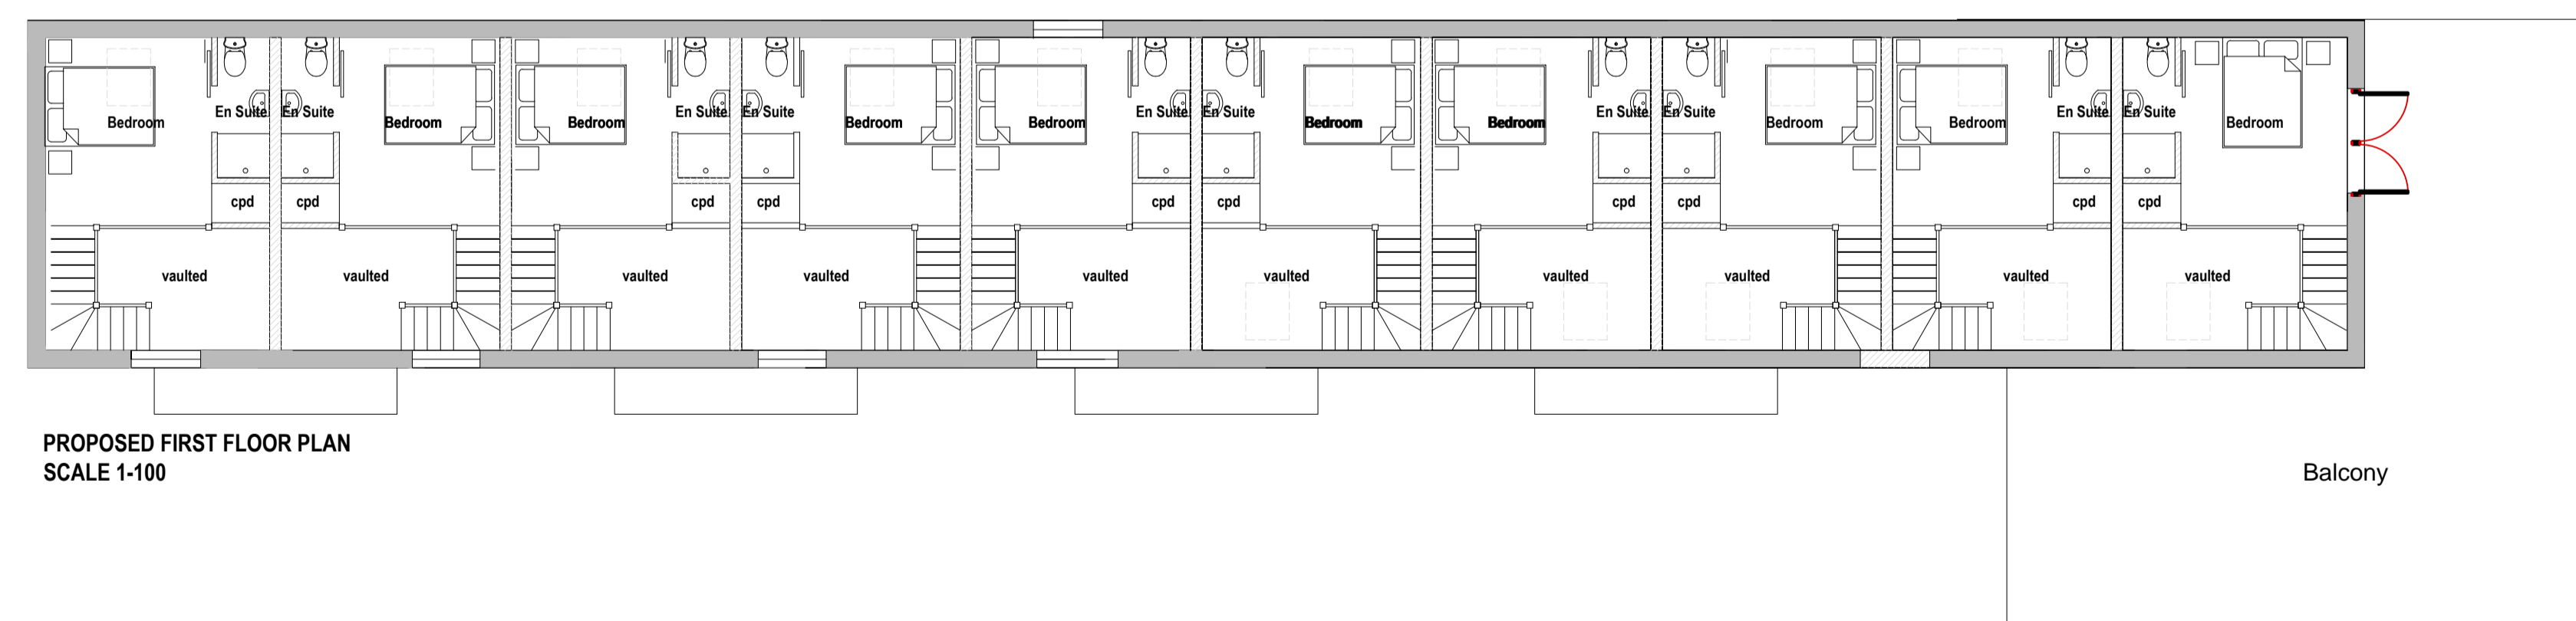 Bedroom En Suite En Suite Bedroom Bedroom En Suite En Suite Bedroom Bedroom En Suite En Suite Bedroom Bedroom En Suite En Suite Bedroom Bedroom En Suite En Suite Bedroom
cpd cpd cpd cpd cpd cpd cpd cpd cpd cpd
vaulted vaulted vaulted vaulted vaulted vaulted vaulted vaulted vaulted vaulted
PROPOSED FIRST FLOOR PLAN
SCALE 1-100
Balcony